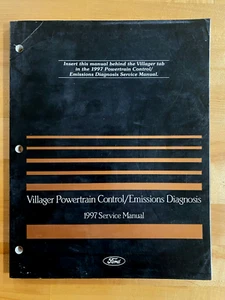 Insert this manual behind the Villager tab
in the 1997 Powertrain Control/
Emissions Diagnosis Service Manual.
Villager Powertrain Control/Emissions Diagnosis
1997 Service Manual
Ford